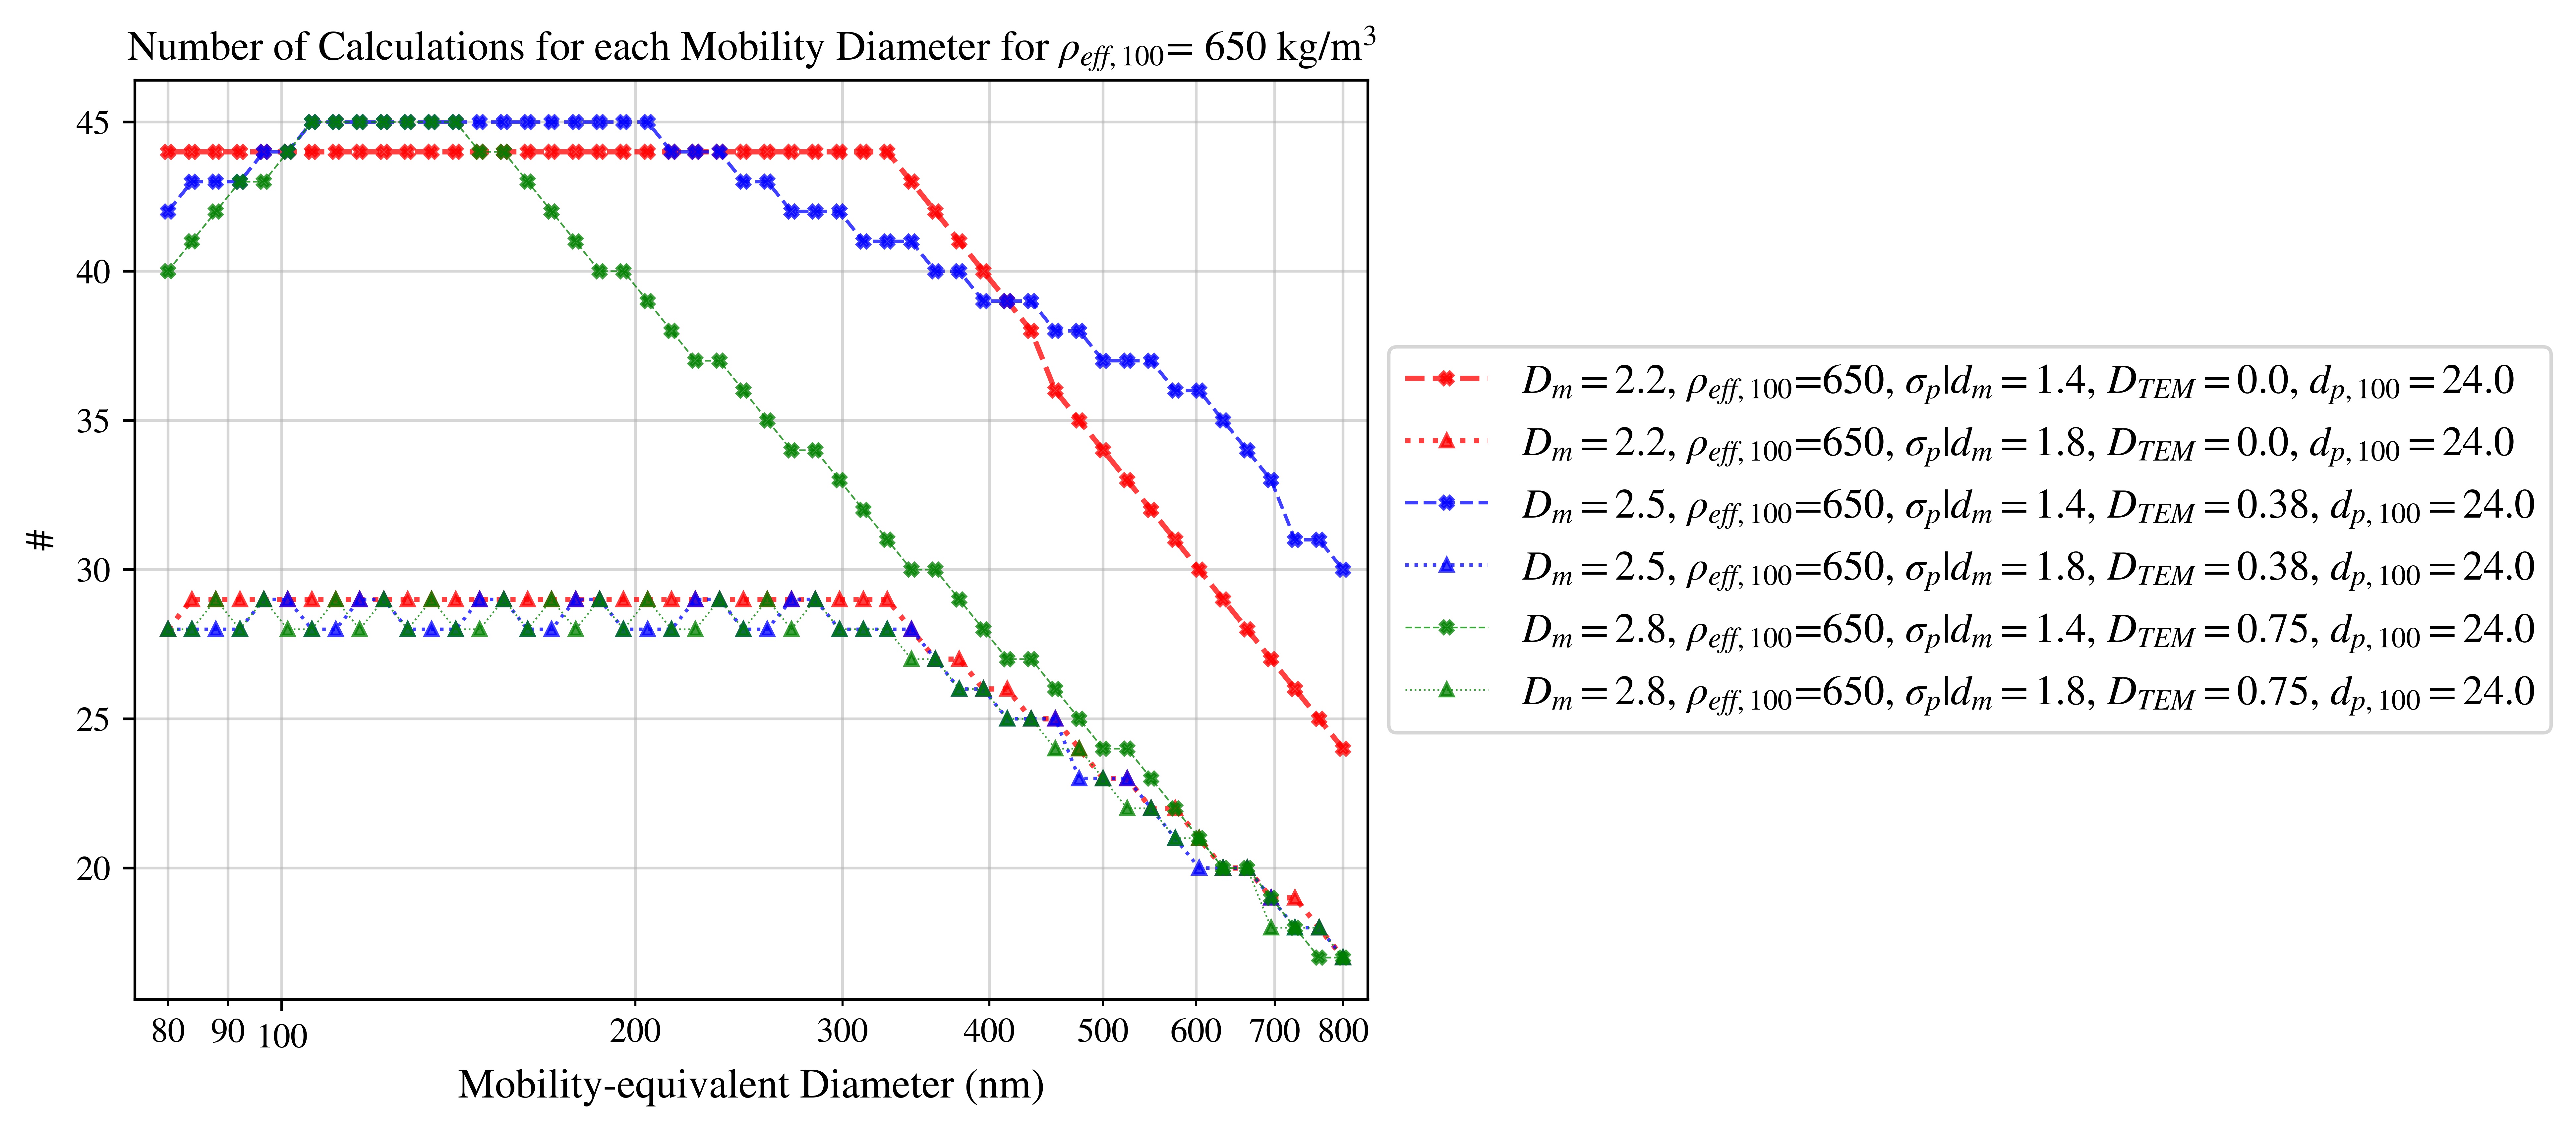 Number of Calculations for each Mobility Diameter for ρeff,100= 650 kg/m³
45
40
35
30
25
20
#
80 90 100 200 300 400 500 600 700 800
Mobility-equivalent Diameter (nm)
Dm=2.2, ρeff,100=650, σp|dm=1.4, DTEM=0.0, dp,100=24.0
Dm=2.2, ρeff,100=650, σp|dm=1.8, DTEM=0.0, dp,100=24.0
Dm=2.5, ρeff,100=650, σp|dm=1.4, DTEM=0.38, dp,100=24.0
Dm=2.5, ρeff,100=650, σp|dm=1.8, DTEM=0.38, dp,100=24.0
Dm=2.8, ρeff,100=650, σp|dm=1.4, DTEM=0.75, dp,100=24.0
Dm=2.8, ρeff,100=650, σp|dm=1.8, DTEM=0.75, dp,100=24.0